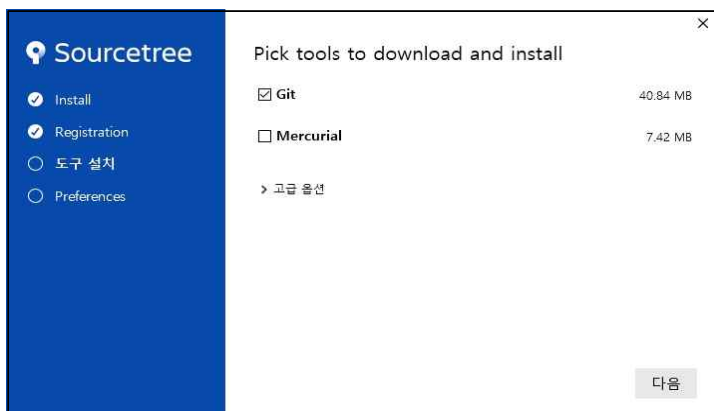 Sourcetree
Install
Registration
도구 설치
Preferences
Pick tools to download and install
Git 40.84 MB
Mercurial 7.42 MB
고급 옵션
다음